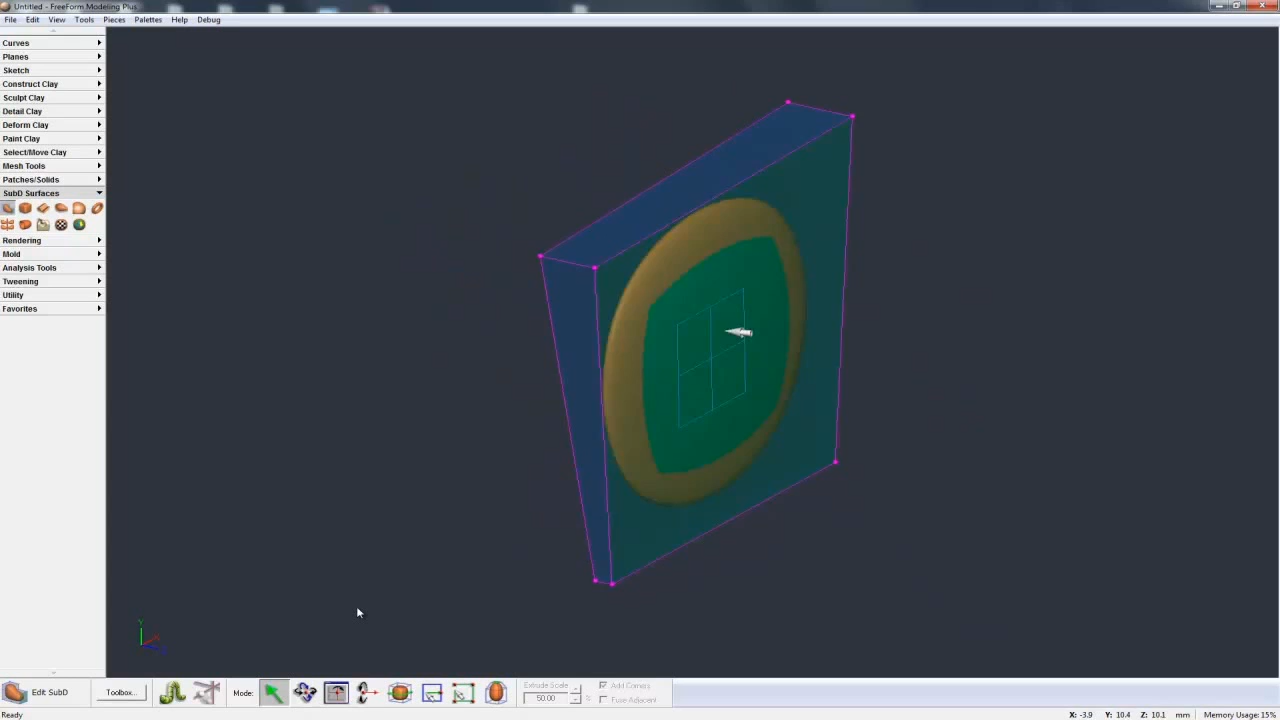 Untitled - FreeForm Modeling Plus
File Edit View Tools Pieces Palettes Help Debug
Curves
Planes
Sketch
Construct Clay
Sculpt Clay
Detail Clay
Deform Clay
Paint Clay
Select/Move Clay
Mesh Tools
Patches/Solids
SubD Surfaces
Rendering
Mold
Analysis Tools
Tweening
Utility
Favorites
Y
Edit SubD
Toolbox...
Mode:
Extrude Scale
50.00
%
Add Corners
Fuse Adjacent
Ready
X: -3.9 Y: 10.4 Z: 10.1 mm Memory Usage: 15%